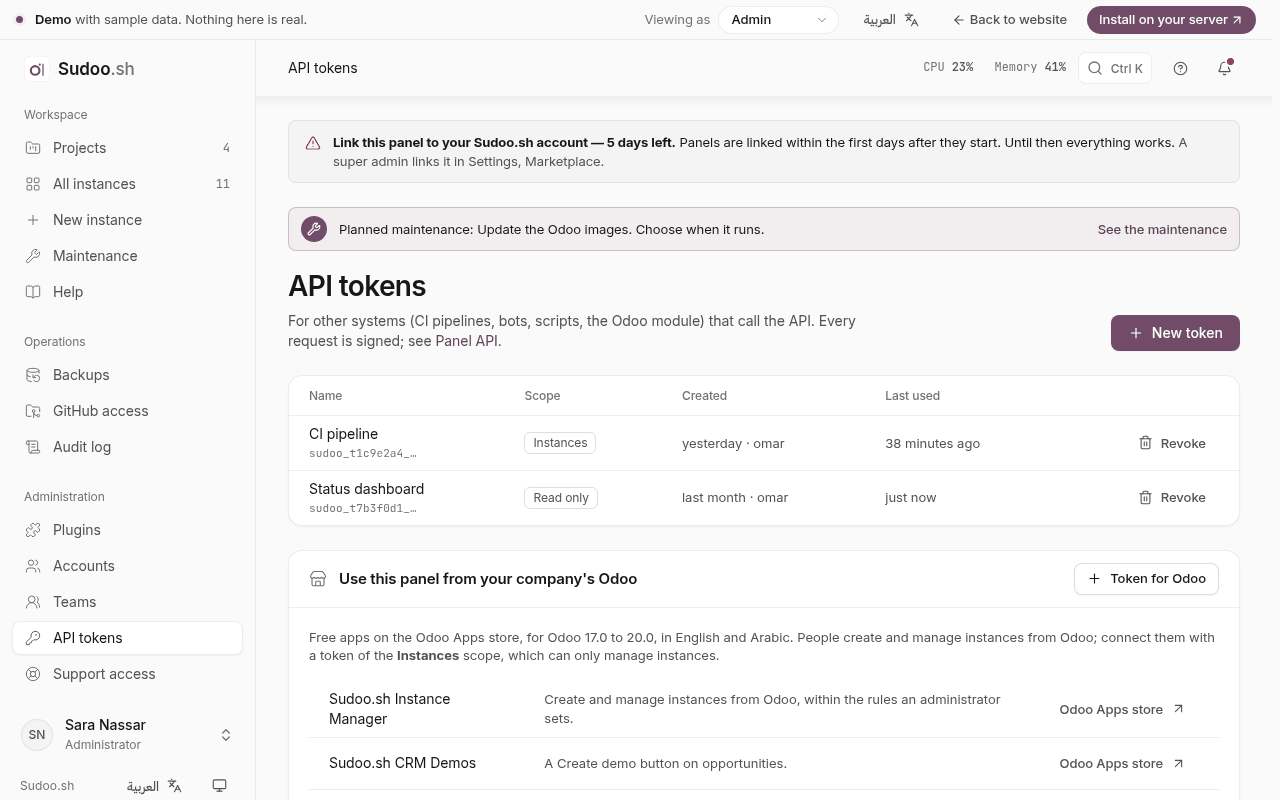 Demo with sample data. Nothing here is real.
Viewing as
Admin
العربية
Back to website
Install on your server
Sudoo.sh
API tokens
CPU 23%
Memory 41%
Ctrl K
Workspace
Projects 4
All instances 11
New instance
Maintenance
Help
Operations
Backups
GitHub access
Audit log
Administration
Plugins
Accounts
Teams
API tokens
Support access
SN
Sara Nassar
Administrator
Sudoo.sh
العربية
Link this panel to your Sudoo.sh account — 5 days left. Panels are linked within the first days after they start. Until then everything works. A
super admin links it in Settings, Marketplace.
Planned maintenance: Update the Odoo images. Choose when it runs.
See the maintenance
API tokens
For other systems (CI pipelines, bots, scripts, the Odoo module) that call the API. Every
request is signed; see Panel API.
New token
Name Scope Created Last used
CI pipeline
sudoo_t1c9e2a4_…
Instances
yesterday · omar
38 minutes ago
Revoke
Status dashboard
sudoo_t7b3f0d1_…
Read only
last month · omar
just now
Revoke
Use this panel from your company's Odoo
Token for Odoo
Free apps on the Odoo Apps store, for Odoo 17.0 to 20.0, in English and Arabic. People create and manage instances from Odoo; connect them with
a token of the Instances scope, which can only manage instances.
Sudoo.sh Instance
Manager
Create and manage instances from Odoo, within the rules an administrator
sets.
Odoo Apps store
Sudoo.sh CRM Demos
A Create demo button on opportunities.
Odoo Apps store